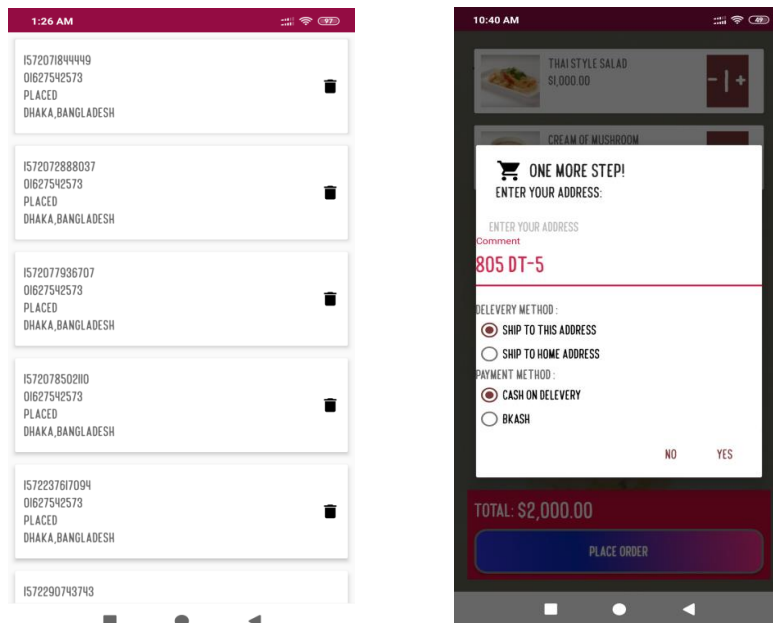 1:26 AM
97
1572071844449
01627542573
PLACED
DHAKA,BANGLADESH
1572072888037
01627542573
PLACED
DHAKA,BANGLADESH
1572077936707
01627542573
PLACED
DHAKA,BANGLADESH
1572078502110
01627542573
PLACED
DHAKA,BANGLADESH
1572237617094
01627542573
PLACED
DHAKA,BANGLADESH
1572290743743
10:40 AM
49
THAI STYLE SALAD
$1,000.00
- 1 +
CREAM OF MUSHROOM
ONE MORE STEP!
ENTER YOUR ADDRESS:
ENTER YOUR ADDRESS
Comment
805 DT-5
DELEVERY METHOD :
SHIP TO THIS ADDRESS
SHIP TO HOME ADDRESS
PAYMENT METHOD :
CASH ON DELEVERY
BKASH
NO YES
TOTAL: $2,000.00
PLACE ORDER